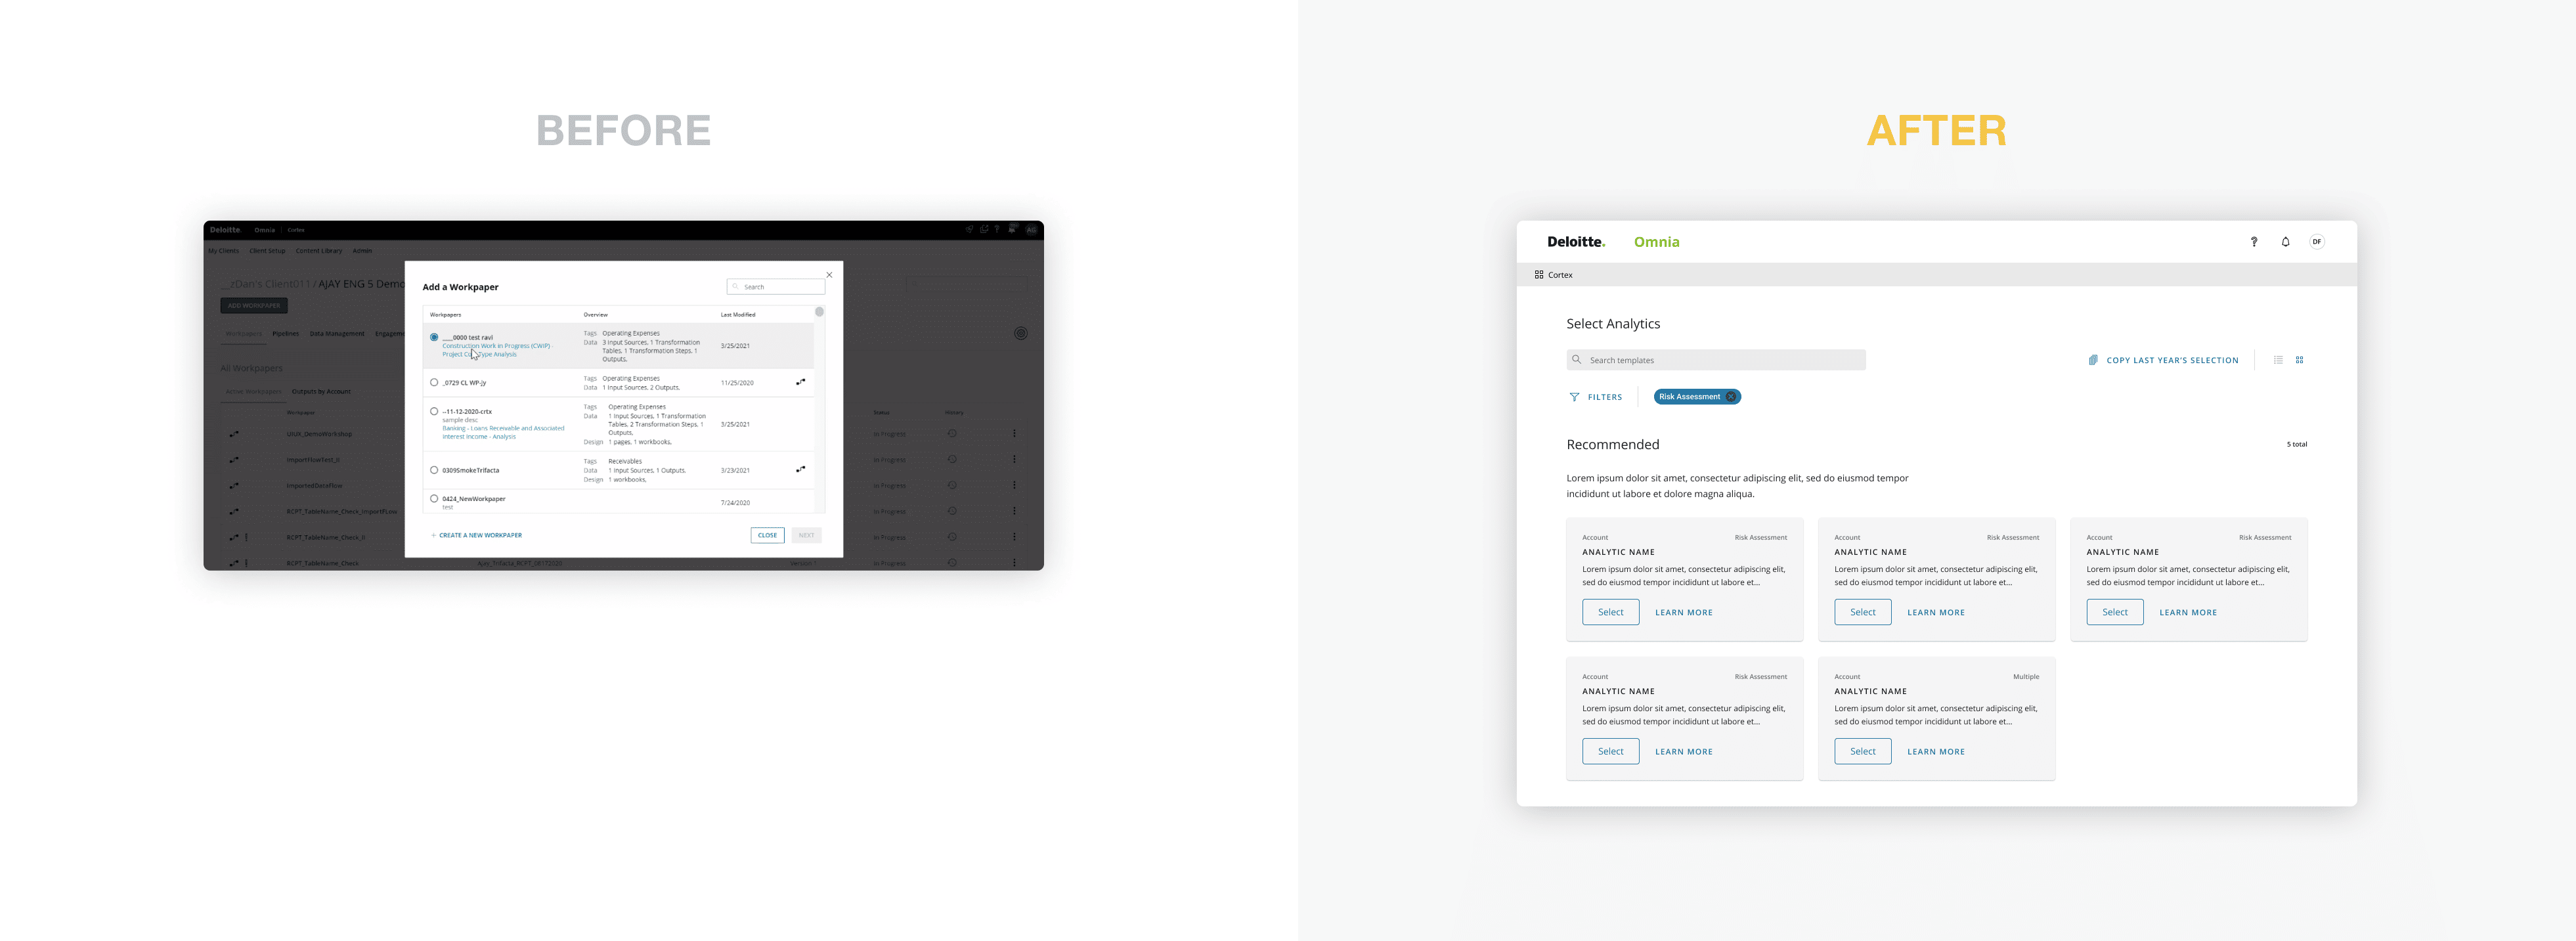 BEFORE
Deloitte. Omnia Cortex AG
My Clients Client Setup Content Library Admin
__zDan's Client011 / AJAY ENG 5 Demo
ADD WORKPAPER
Workpapers Pipelines Data Management Engagem
All Workpapers
Active Workpapers Outputs by Account
Workpaper Status History
UIUX_DemoWorkshop In Progress
ImportFlowTest_II In Progress
ImportedDeceFlow In Progress
RCPT_TableName_Check_ImportFlow In Progress
RCPT_TableName_Check_II In Progress
RCPT_TableName_Check Ajay_Trifacta_RCPT_08172020 Version 1 In Progress
Add a Workpaper
Search
Workpapers Overview Last Modified
___0000 test ravi
Construction Work in Progress (CWIP) -
Project Type Analysis
Tags Operating Expenses
Data 3 Input Sources, 1 Transformation
Tables, 1 Transformation Steps, 1
Outputs,
3/25/2021
_0729 CL WP-jy
Tags Operating Expenses
Data 1 Input Sources, 2 Outputs,
11/25/2020
--11-12-2020-crtx
sample desc
Banking - Loans Receivable and Associated
Interest Income - Analysis
Tags Operating Expenses
Data 1 Input Sources, 1 Transformation
Tables, 2 Transformation Steps, 1
Outputs,
Design 1 pages, 1 workbooks,
3/25/2021
0309SmokeTrifacta
Tags Receivables
Data 1 Input Sources, 1 Outputs,
Design 1 workbooks,
3/23/2021
0424_NewWorkpaper
test
7/24/2020
+ CREATE A NEW WORKPAPER
CLOSE
NEXT
AFTER
Deloitte. Omnia
? DF
Cortex
Select Analytics
Search templates
COPY LAST YEAR'S SELECTION
FILTERS
Risk Assessment
Recommended
5 total
Lorem ipsum dolor sit amet, consectetur adipiscing elit, sed do eiusmod tempor
incididunt ut labore et dolore magna aliqua.
Account Risk Assessment
ANALYTIC NAME
Lorem ipsum dolor sit amet, consectetur adipiscing elit,
sed do eiusmod tempor incididunt ut labore et...
Select LEARN MORE
Account Risk Assessment
ANALYTIC NAME
Lorem ipsum dolor sit amet, consectetur adipiscing elit,
sed do eiusmod tempor incididunt ut labore et...
Select LEARN MORE
Account Risk Assessment
ANALYTIC NAME
Lorem ipsum dolor sit amet, consectetur adipiscing elit,
sed do eiusmod tempor incididunt ut labore et...
Select LEARN MORE
Account Risk Assessment
ANALYTIC NAME
Lorem ipsum dolor sit amet, consectetur adipiscing elit,
sed do eiusmod tempor incididunt ut labore et...
Select LEARN MORE
Account Multiple
ANALYTIC NAME
Lorem ipsum dolor sit amet, consectetur adipiscing elit,
sed do eiusmod tempor incididunt ut labore et...
Select LEARN MORE